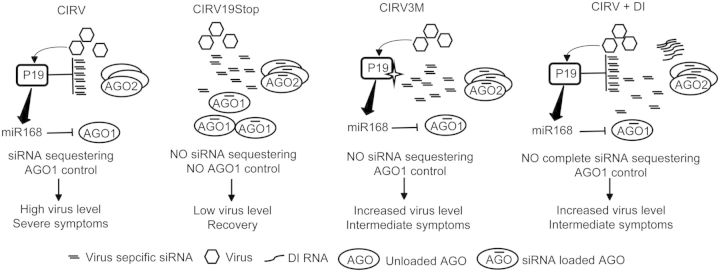 CIRV
P19
AGO2
miR168
AGO1
siRNA sequestering
AGO1 control
High virus level
Severe symptoms
CIRV19Stop
AGO2
AGO1
AGO1
AGO1
NO siRNA sequestering
NO AGO1 control
Low virus level
Recovery
CIRV3M
P19
AGO2
miR168
AGO1
NO siRNA sequestering
AGO1 control
Increased virus level
Intermediate symptoms
CIRV + DI
P19
AGO2
miR168
AGO1
NO complete siRNA sequestering
AGO1 control
Increased virus level
Intermediate symptoms
Virus sepcific siRNA
Virus
DI RNA
AGO
Unloaded AGO
AGO
siRNA loaded AGO